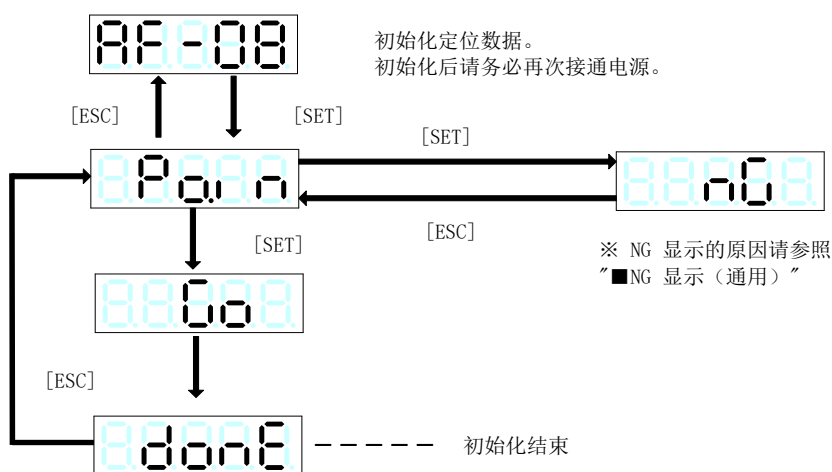 AF-08
初始化定位数据。
初始化后请务必再次接通电源。
[ESC]
[SET]
[SET]
Po.i n
nG
[ESC]
[SET]
※ NG 显示的原因请参照
"■NG 显示（通用）"
Go
[ESC]
donE
－－－－－ 初始化结束